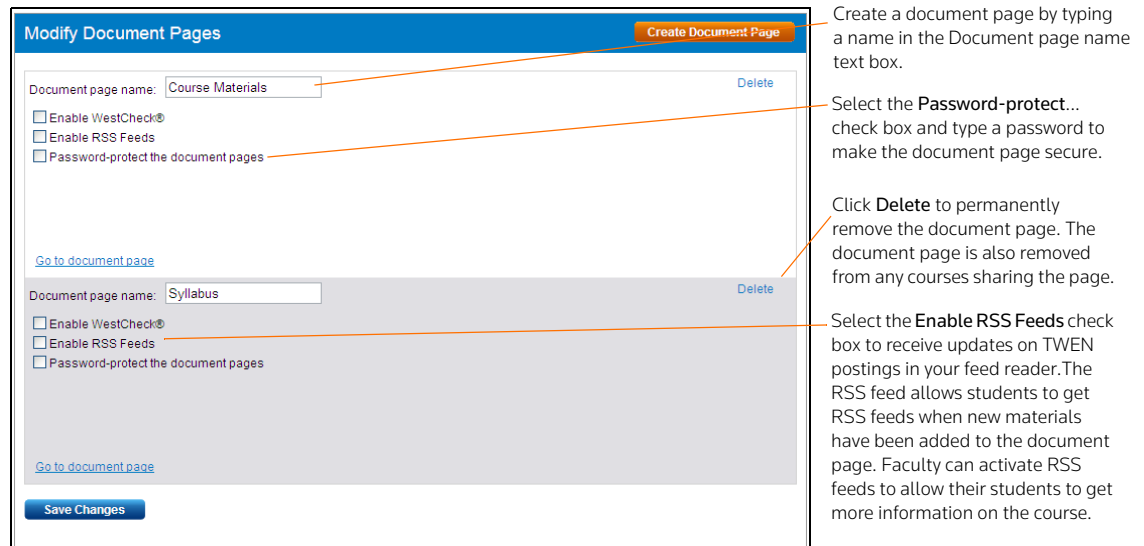 Modify Document Pages
Create Document Page
Document page name: Course Materials
Delete
Enable WestCheck®
Enable RSS Feeds
Password-protect the document pages
Go to document page
Document page name: Syllabus
Delete
Enable WestCheck®
Enable RSS Feeds
Password-protect the document pages
Go to document page
Save Changes
Create a document page by typing
a name in the Document page name
text box.
Select the Password-protect...
check box and type a password to
make the document page secure.
Click Delete to permanently
remove the document page. The
document page is also removed
from any courses sharing the page.
Select the Enable RSS Feeds check
box to receive updates on TWEN
postings in your feed reader.The
RSS feed allows students to get
RSS feeds when new materials
have been added to the document
page. Faculty can activate RSS
feeds to allow their students to get
more information on the course.